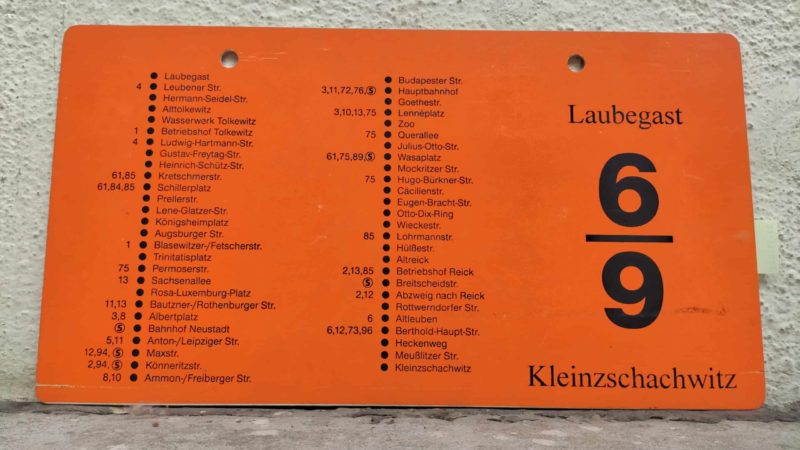 Laubegast
4 Leubener Str.
Hermann-Seidel-Str.
Alttolkewitz
Wasserwerk Tolkewitz
1 Betriebshof Tolkewitz
4 Ludwig-Hartmann-Str.
Gustav-Freytag-Str.
Heinrich-Schütz-Str.
61,85 Kretschmerstr.
61,84,85 Schillerplatz
Prellerstr.
Lene-Glatzer-Str.
Königsheimplatz
Augsburger Str.
1 Blasewitzer-/Fetscherstr.
Trinitatisplatz
75 Permoserstr.
13 Sachsenallee
Rosa-Luxemburg-Platz
11,13 Bautzner-/Rothenburger Str.
3,8 Albertplatz
Ⓢ Bahnhof Neustadt
5,11 Anton-/Leipziger Str.
12,94, Ⓢ Maxstr.
2,94, Ⓢ Könneritzstr.
8,10 Ammon-/Freiberger Str.
Budapester Str.
3,11,72,76,Ⓢ Hauptbahnhof
Goethestr.
3,10,13,75 Lennéplatz
Zoo
75 Querallee
Julius-Otto-Str.
61,75,89,Ⓢ Wasaplatz
Mockritzer Str.
75 Hugo-Bürkner-Str.
Cäcilienstr.
Eugen-Bracht-Str.
Otto-Dix-Ring
Wieckestr.
85 Lohrmannstr.
Hülßestr.
Altreick
2,13,85 Betriebshof Reick
Ⓢ Breitscheidstr.
2,12 Abzweig nach Reick
Rottwerndorfer Str.
6 Altleuben
6,12,73,96 Berthold-Haupt-Str.
Heckenweg
Meußlitzer Str.
Kleinzschachwitz
Laubegast
6
9
Kleinzschachwitz